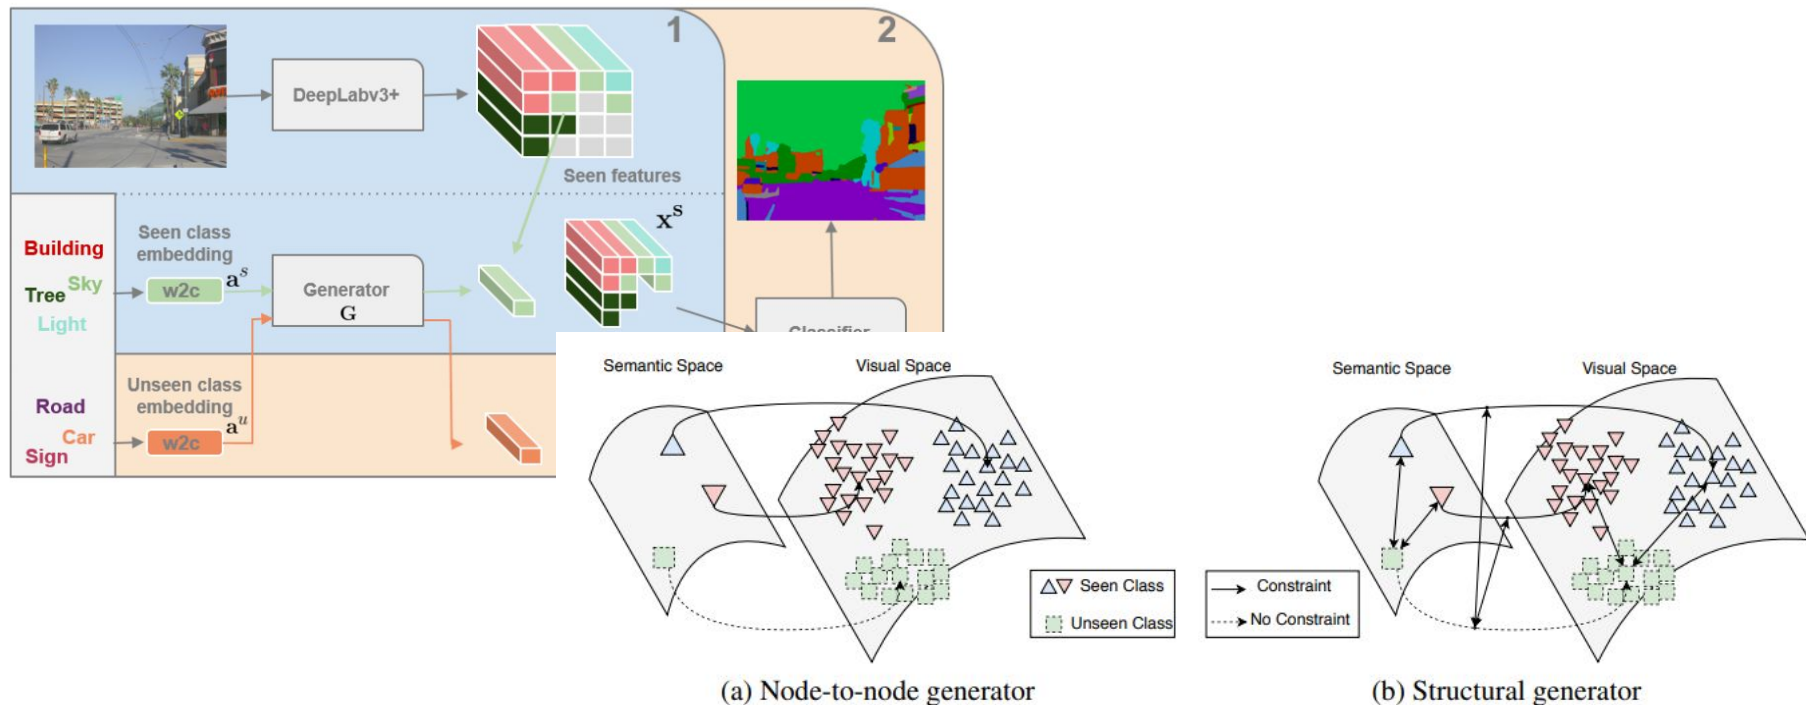 1
2
DeepLabv3+
Seen features
Building
Sky
Tree
Light
Seen class
embedding
w2c
a^s
Generator
G
x^s
Classifier
Road
Car
Sign
Unseen class
embedding
w2c
a^u
Semantic Space
Visual Space
Seen Class
Unseen Class
(a) Node-to-node generator
Semantic Space
Visual Space
Constraint
No Constraint
(b) Structural generator